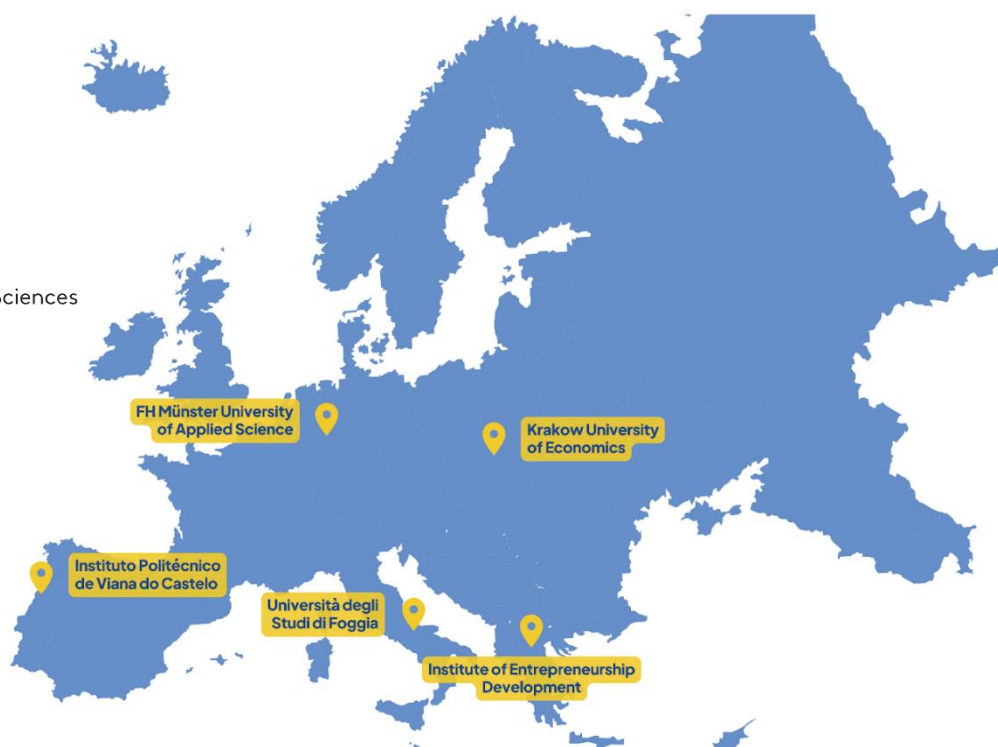 Sciences
FH Münster University
of Applied Science
Krakow University
of Economics
Instituto Politécnico
de Viana do Castelo
Università degli
Studi di Foggia
Institute of Entrepreneurship
Development